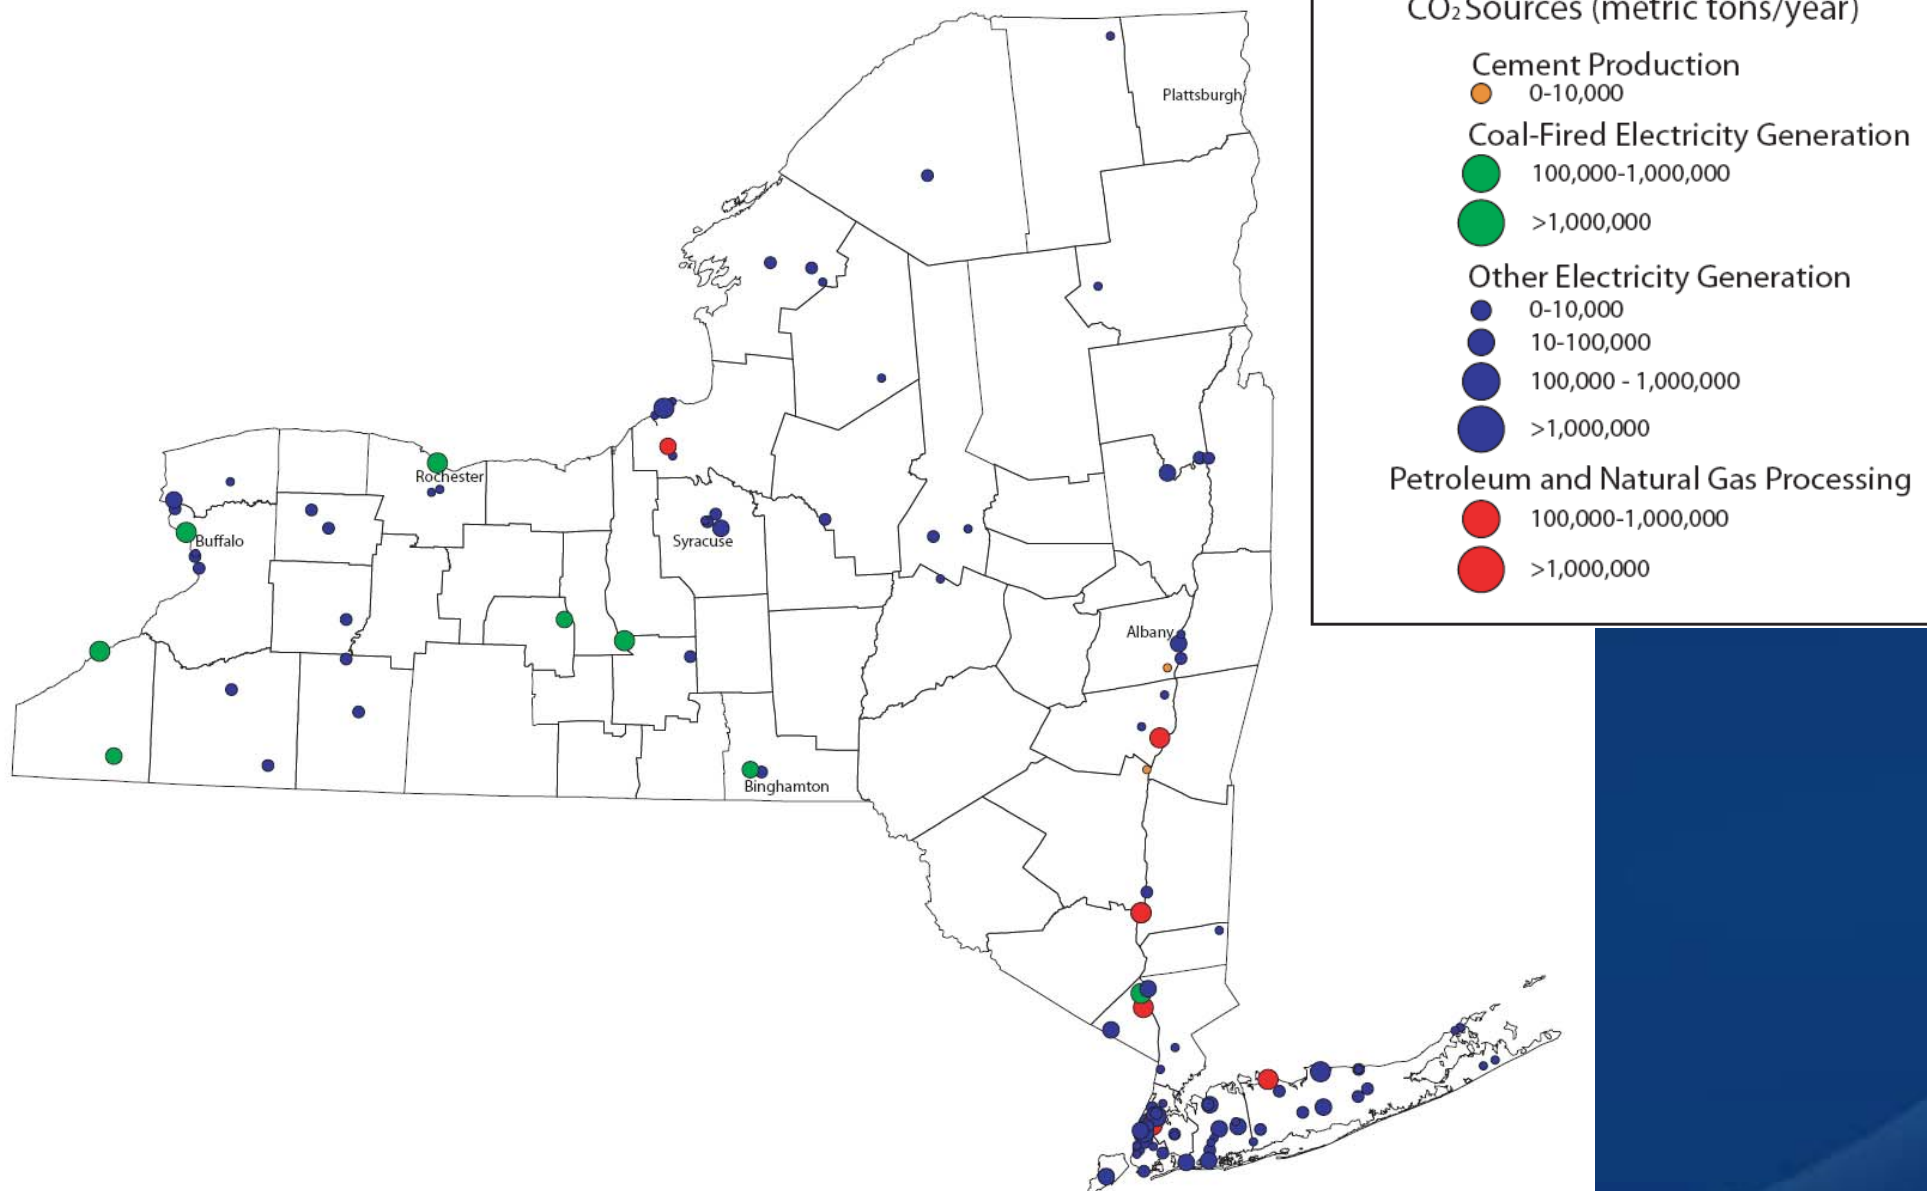 CO₂ Sources (metric tons/year)
Cement Production
0-10,000
Coal-Fired Electricity Generation
100,000-1,000,000
>1,000,000
Other Electricity Generation
0-10,000
10-100,000
100,000 - 1,000,000
>1,000,000
Petroleum and Natural Gas Processing
100,000-1,000,000
>1,000,000
Plattsburgh
Rochester
Buffalo
Syracuse
Albany
Binghamton